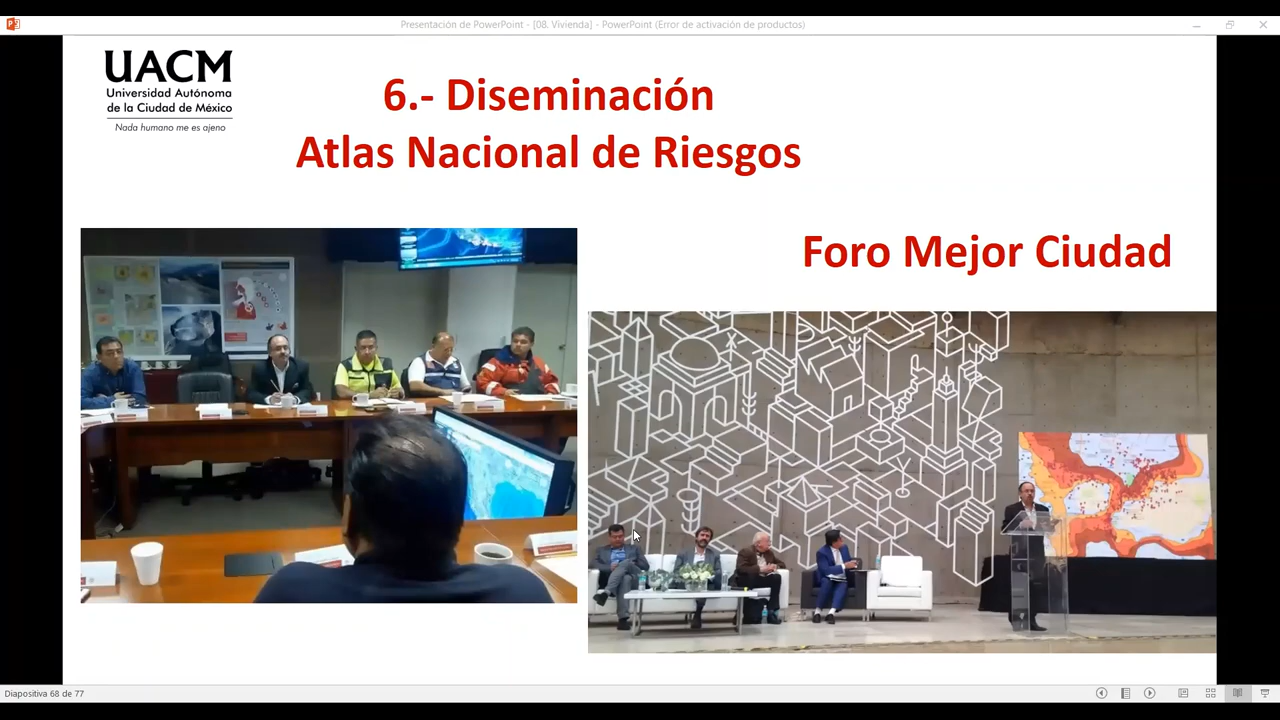 Presentación de PowerPoint - [08. Vivienda] - PowerPoint (Error de activación de productos)
UACM
Universidad Autónoma
de la Ciudad de México
Nada humano me es ajeno
6.- Diseminación
Atlas Nacional de Riesgos
Foro Mejor Ciudad
Diapositiva 68 de 77